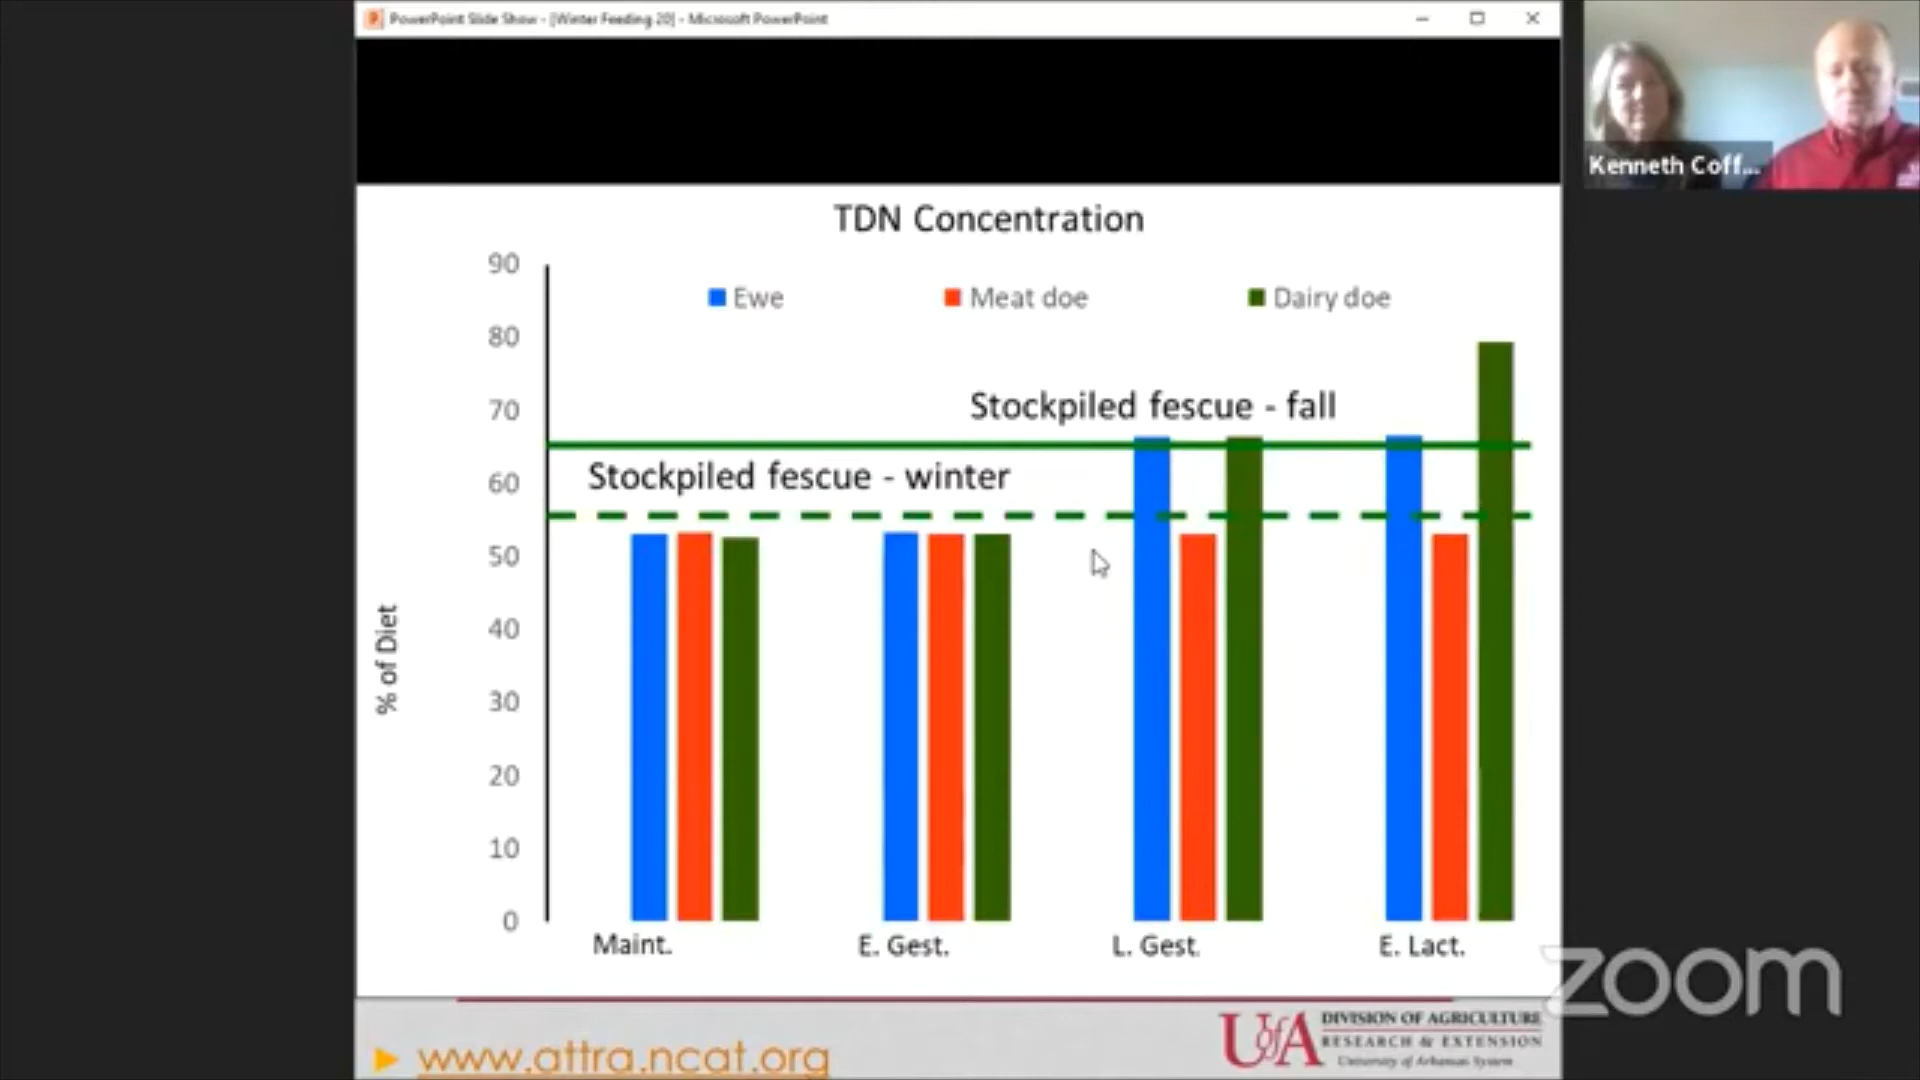 PowerPoint Slide Show - [Winter Feeding 20] - Microsoft PowerPoint
Kenneth Coff...
TDN Concentration
90
Ewe
Meat doe
Dairy doe
80
Stockpiled fescue - fall
70
Stockpiled fescue - winter
60
50
40
% of Diet
30
20
10
0
Maint.
E. Gest.
L. Gest.
E. Lact.
zoom
www.attra.ncat.org
UofA
DIVISION OF AGRICULTURE
RESEARCH & EXTENSION
University of Arkansas System